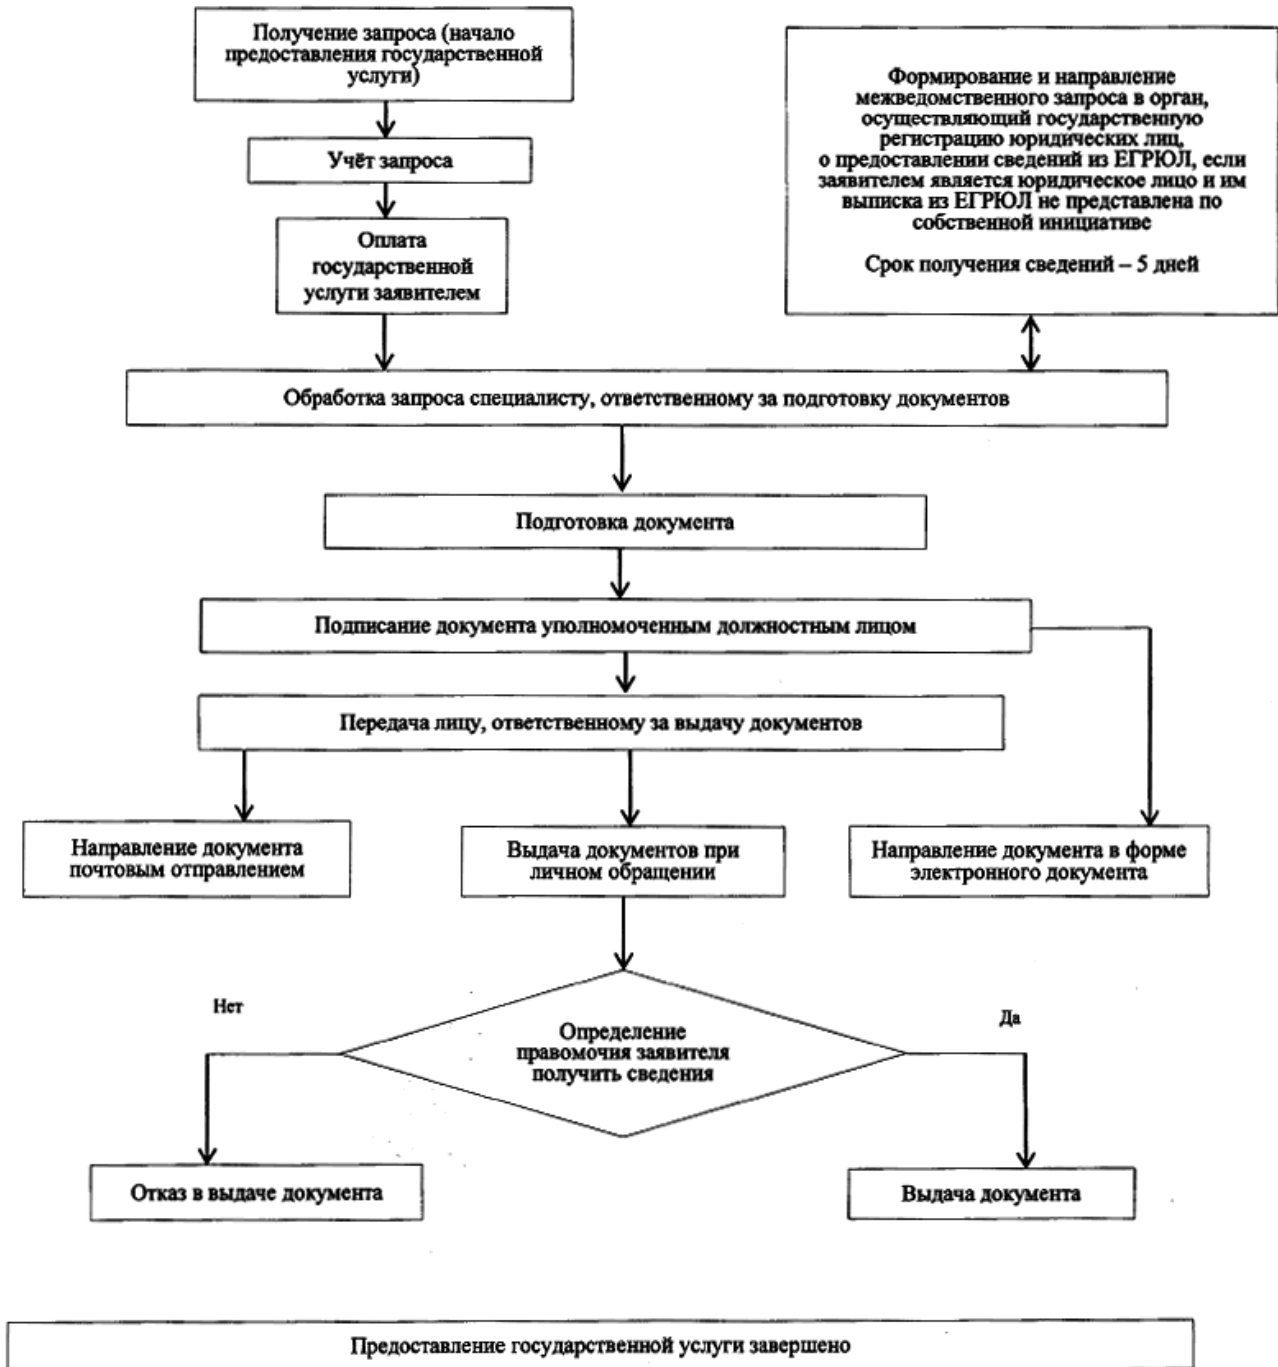 Получение запроса (начало
предоставления государственной
услуги)
Учёт запроса
Оплата
государственной
услуги заявителем
Формирование и направление
межведомственного запроса в орган,
осуществляющий государственную
регистрацию юридических лиц,
о предоставлении сведений из ЕГРЮЛ, если
заявителем является юридическое лицо и им
выписка из ЕГРЮЛ не представлена по
собственной инициативе
Срок получения сведений – 5 дней
Обработка запроса специалисту, ответственному за подготовку документов
Подготовка документа
Подписание документа уполномоченным должностным лицом
Передача лицу, ответственному за выдачу документов
Направление документа
почтовым отправлением
Выдача документов при
личном обращении
Направление документа в форме
электронного документа
Нет
Да
Определение
правомочия заявителя
получить сведения
Отказ в выдаче документа
Выдача документа
Предоставление государственной услуги завершено